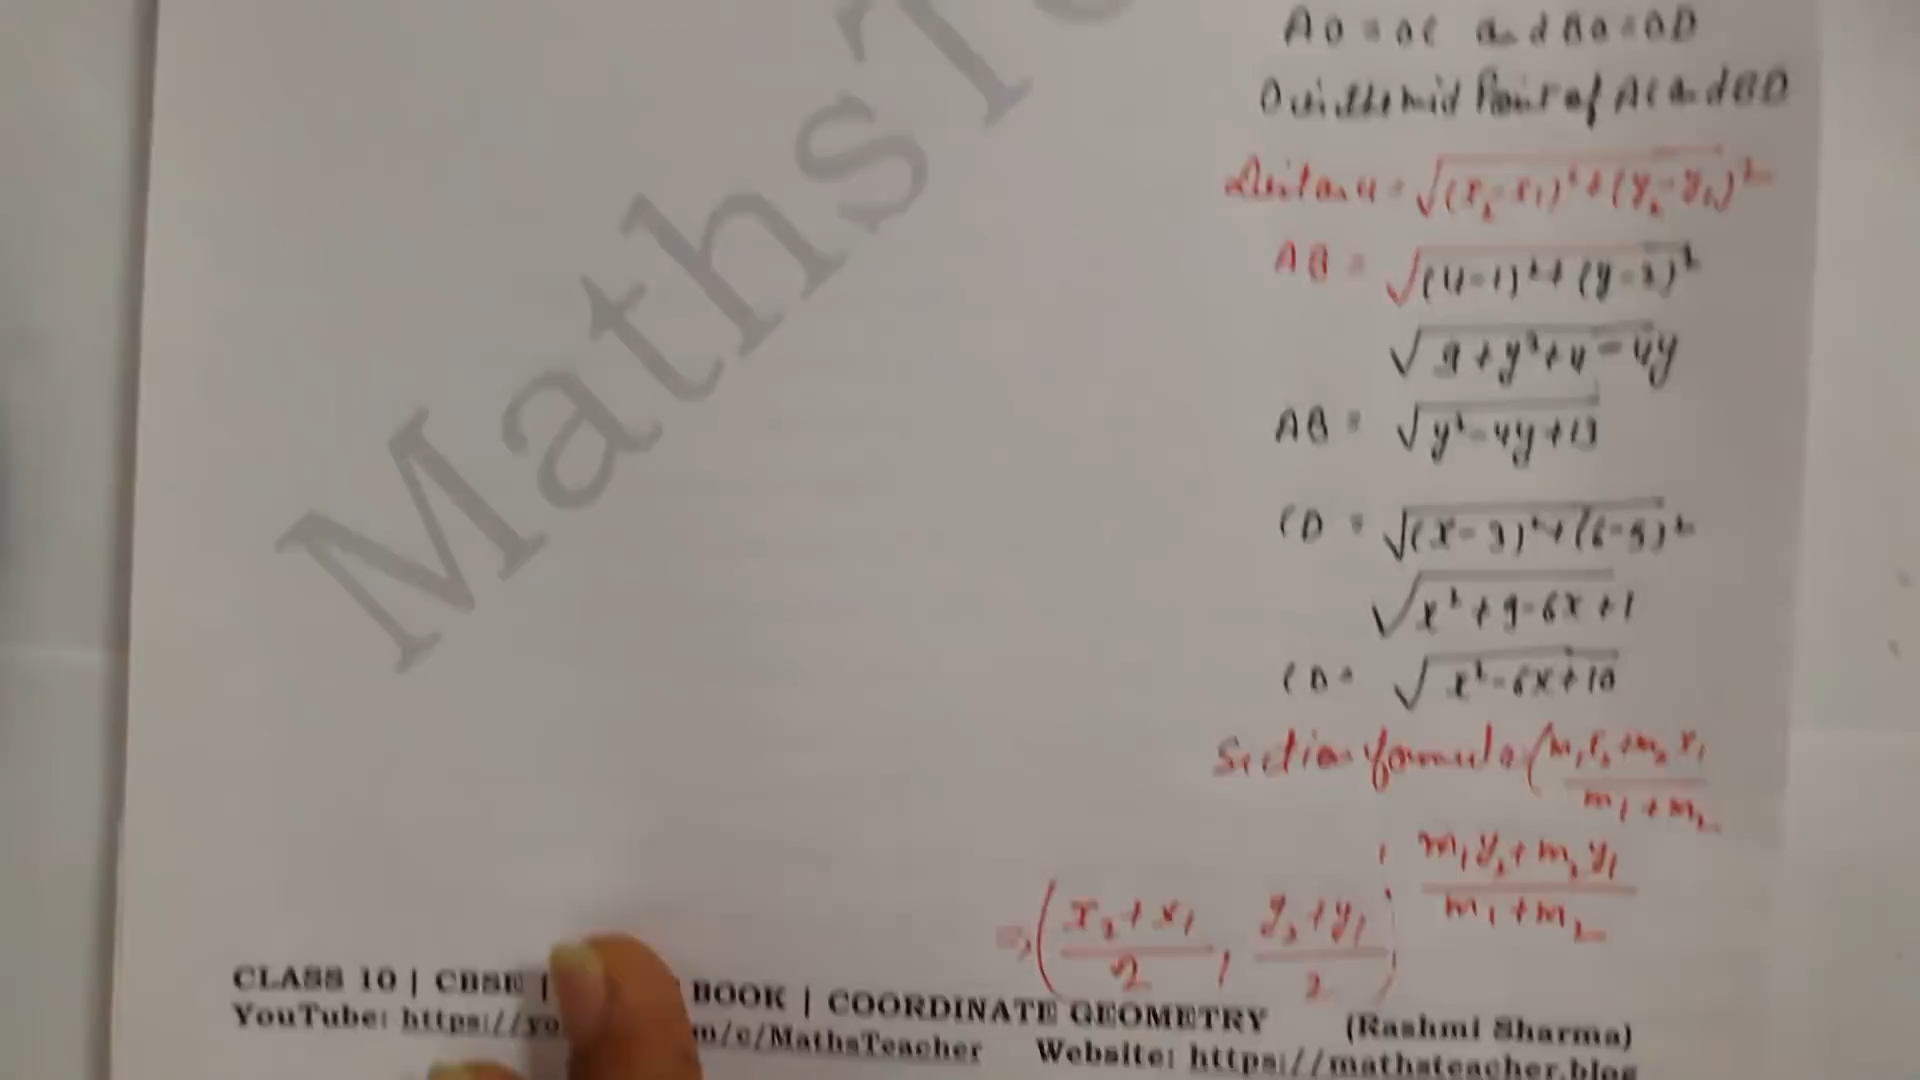 AO = OC and BO = OD
O is the mid Point of AC and BD
Distance = √(x₂-x₁)² + (y₂-y₁)²
AB = √(4-1)² + (y-2)²
√9 + y² + 4 - 4y
AB = √y² - 4y + 13
CD = √(x-3)² + (6-5)²
√x² + 9 - 6x + 1
CD = √x² - 6x + 10
Section formula (m₁x₂ + m₂x₁ / m₁ + m₂
, m₁y₂ + m₂y₁ / m₁ + m₂
⇒ (x₂ + x₁ / 2, y₂ + y₁ / 2)
MathsTe
CLASS 10 | CBSE | BOOK | COORDINATE GEOMETRY (Rashmi Sharma)
YouTube: https://yo m/c/MathsTeacher Website: https://mathsteacher.blog